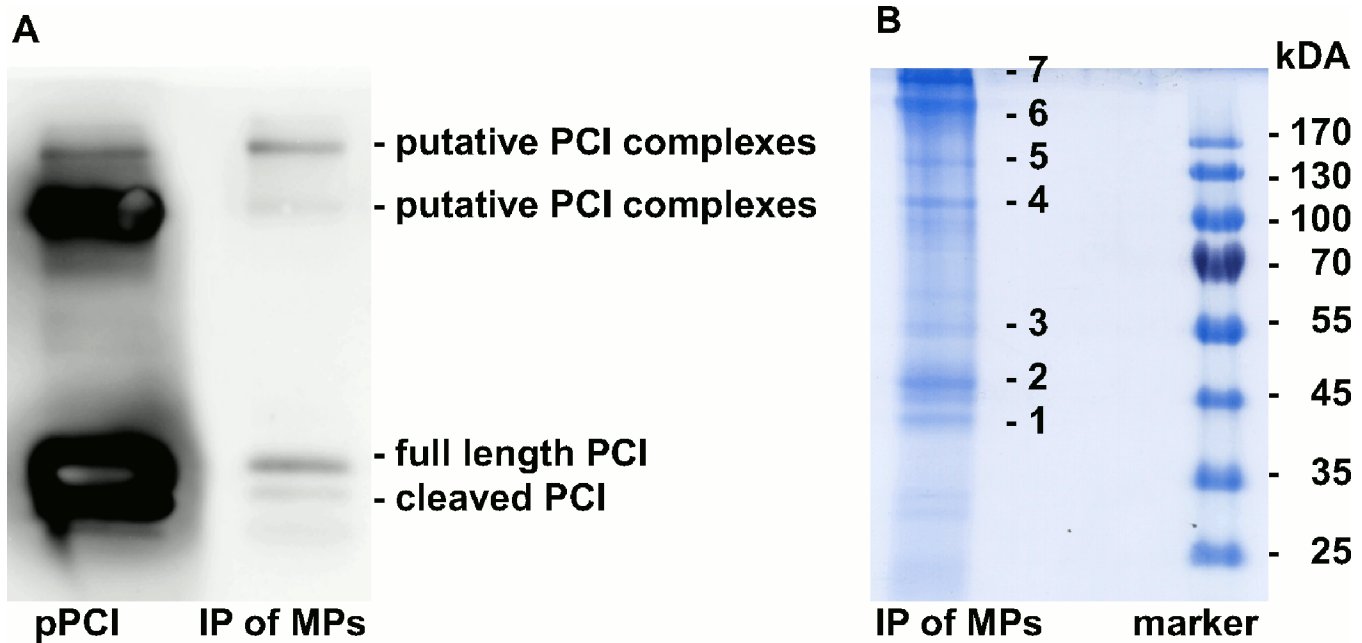 A
- putative PCI complexes
- putative PCI complexes
- full length PCI
- cleaved PCI
pPCI IP of MPs
B
kDA
- 7
- 6
- 5
- 4
- 3
- 2
- 1
- 170
- 130
- 100
- 70
- 55
- 45
- 35
- 25
IP of MPs marker